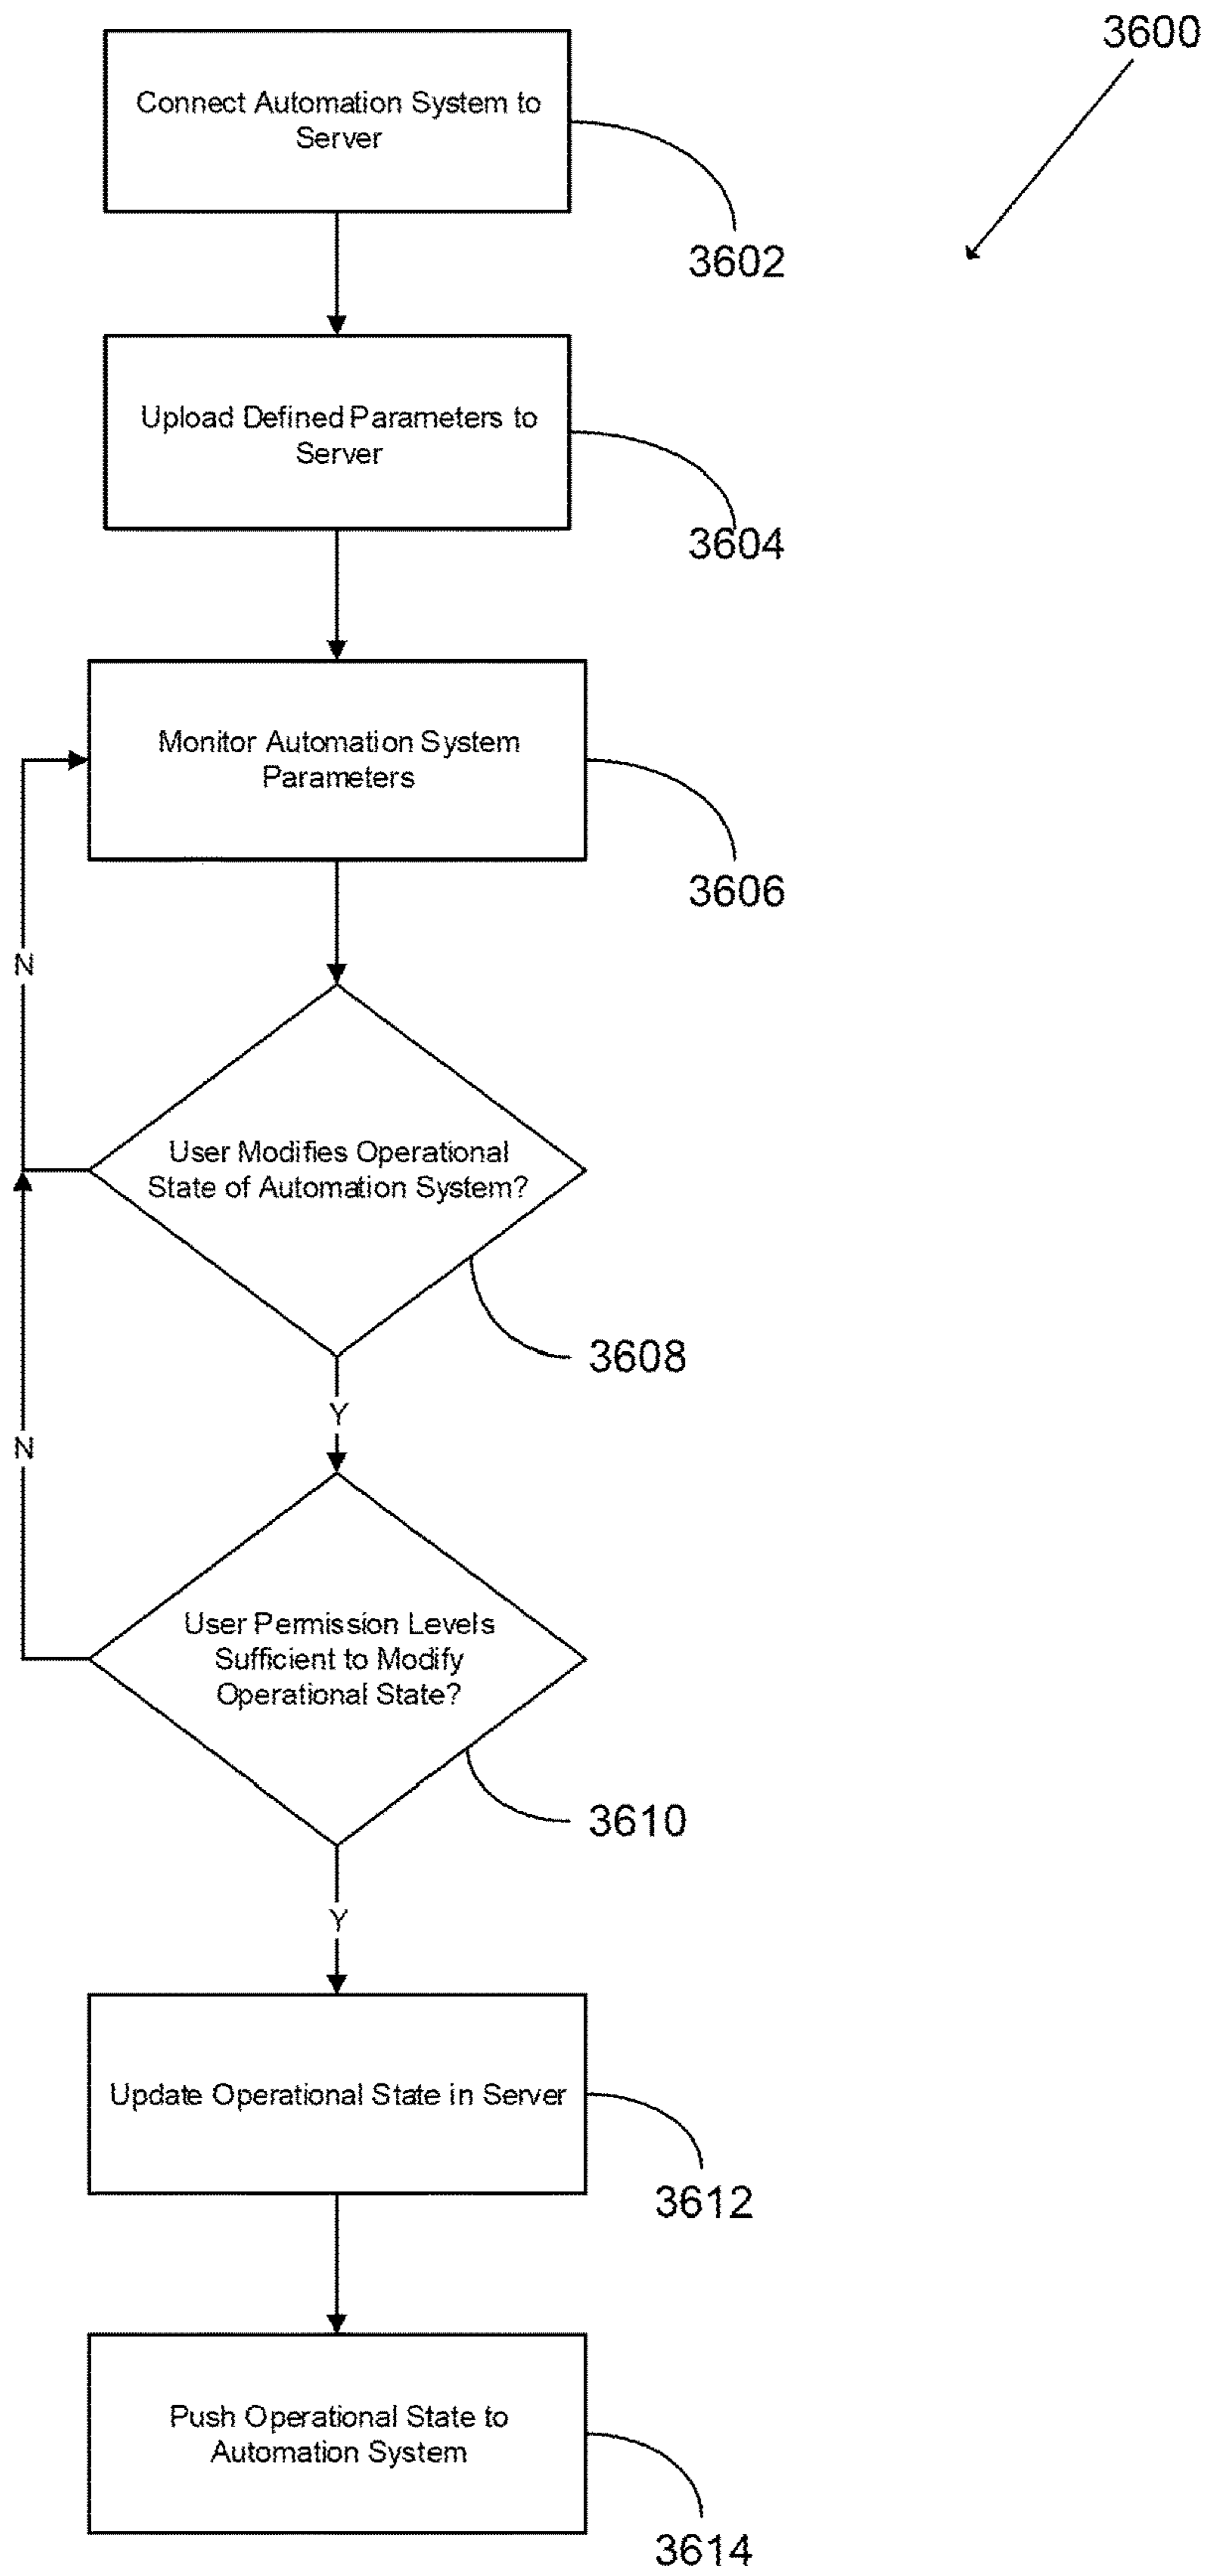 3600
Connect Automation System to
Server
3602
Upload Defined Parameters to
Server
3604
Monitor Automation System
Parameters
3606
N
User Modifies Operational
State of Automation System?
3608
Y
N
User Permission Levels
Sufficient to Modify
Operational State?
3610
Y
Update Operational State in Server
3612
Push Operational State to
Automation System
3614